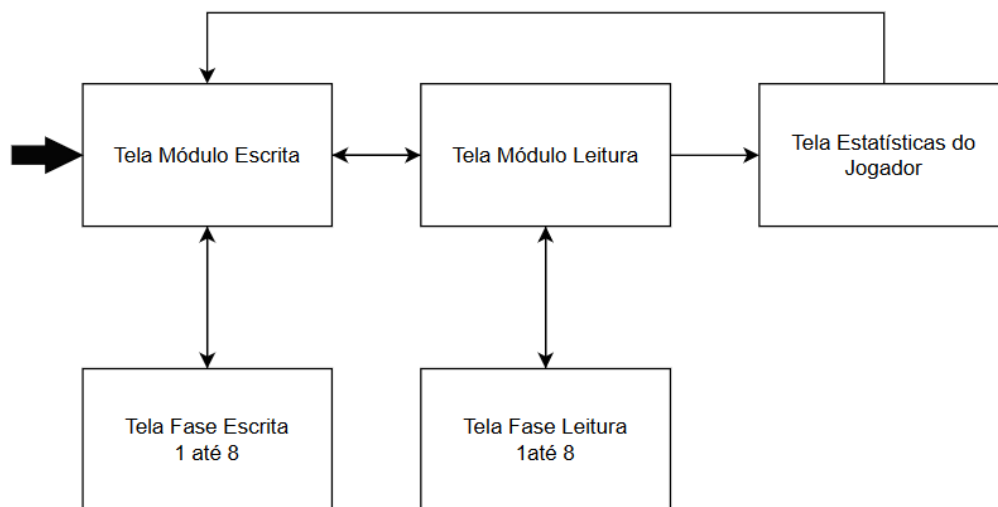 Tela Módulo Escrita
Tela Módulo Leitura
Tela Estatísticas do
Jogador
Tela Fase Escrita
1 até 8
Tela Fase Leitura
1até 8